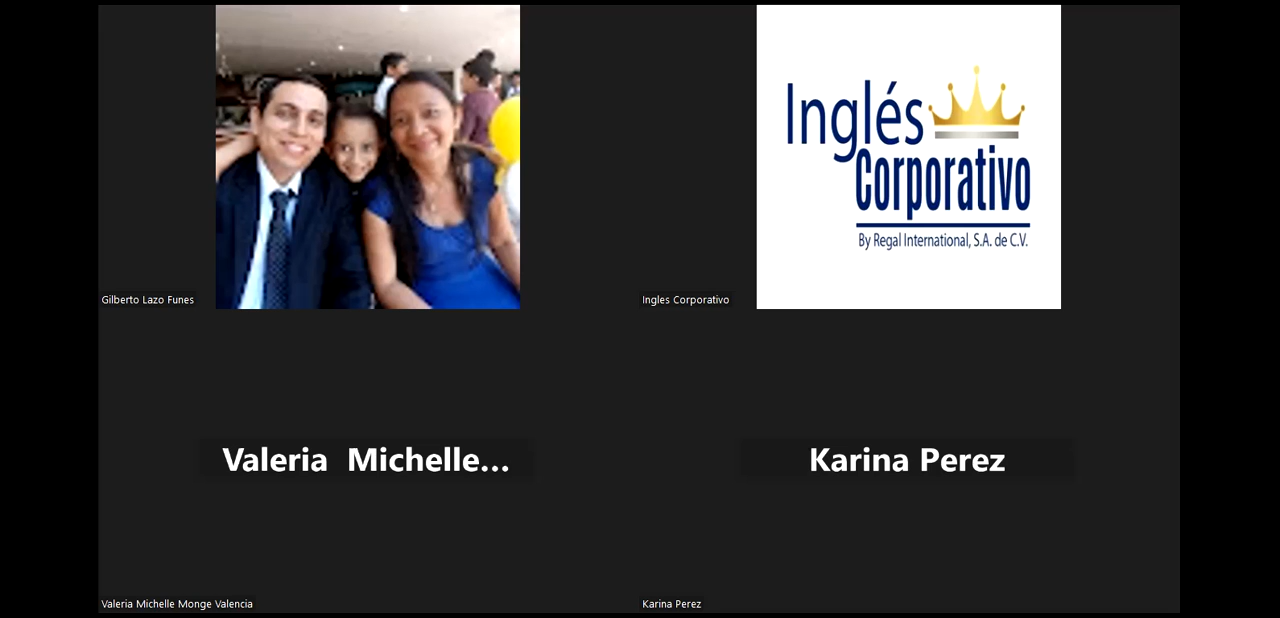 Inglés
Corporativo
By Regal International, S.A. de C.V.
Gilberto Lazo Funes
Ingles Corporativo
Valeria  Michelle...
Karina Perez
Valeria Michelle Monge Valencia
Karina Perez